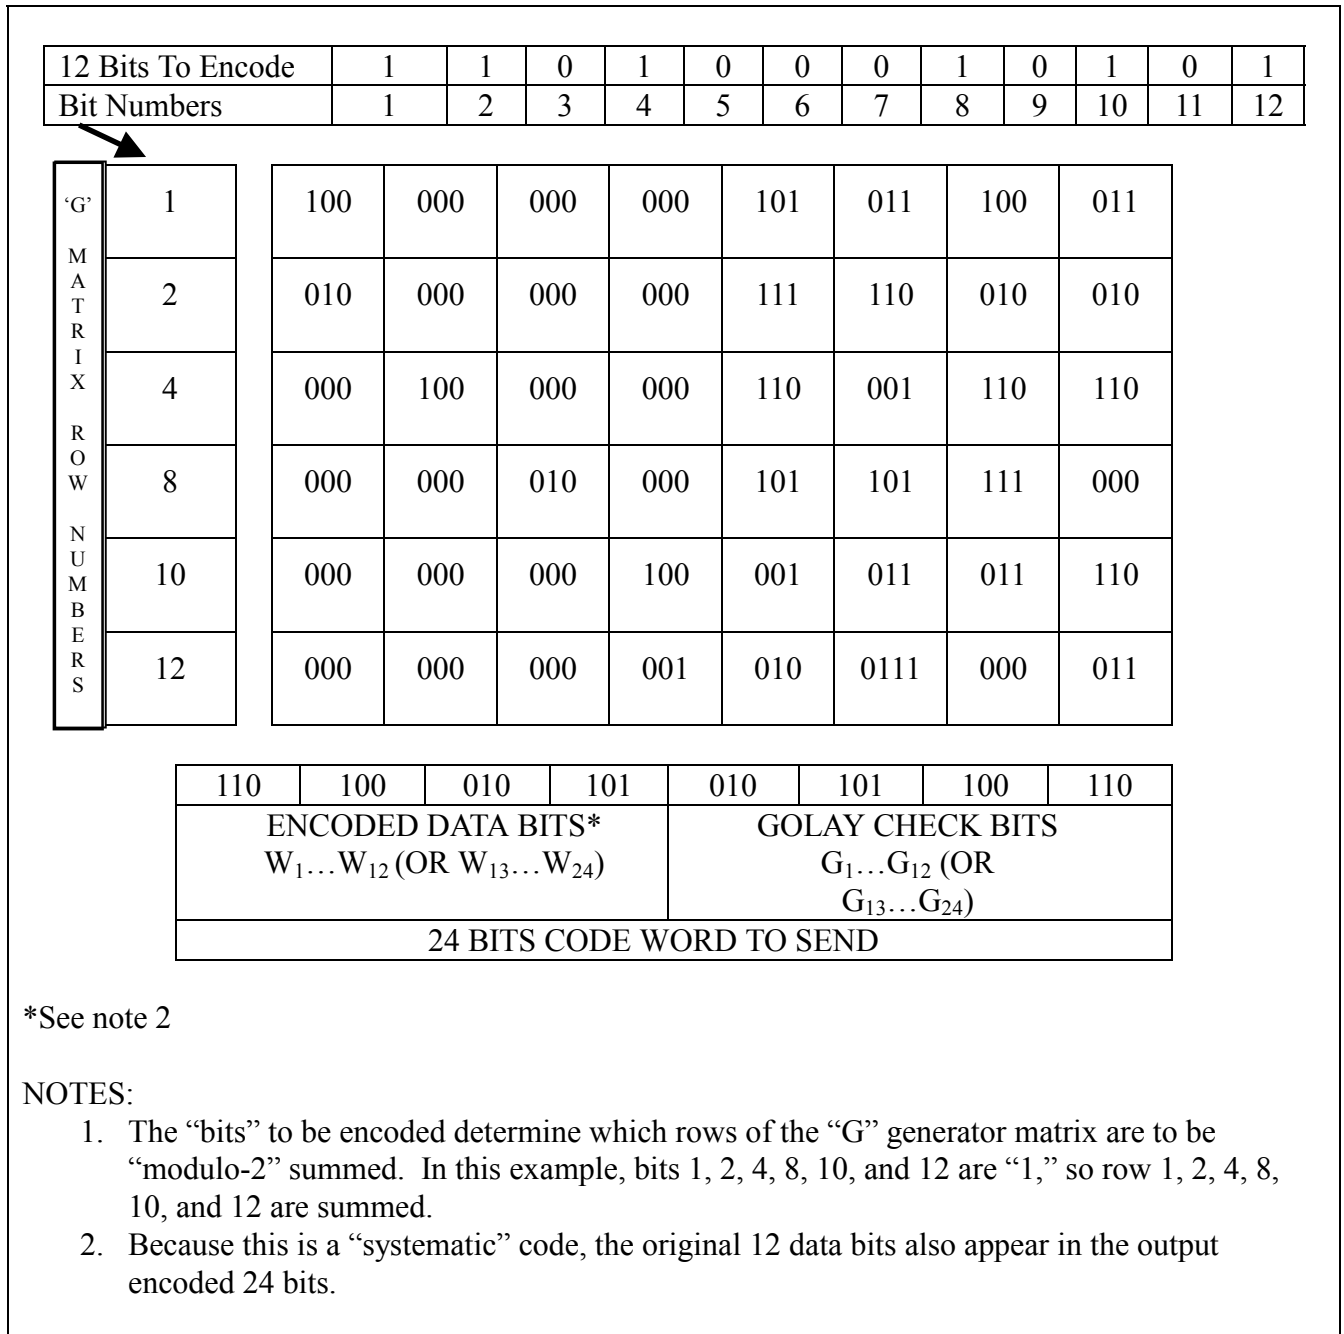 12 Bits To Encode 1 1 0 1 0 0 0 1 0 1 0 1
Bit Numbers 1 2 3 4 5 6 7 8 9 10 11 12
‘G’ MATRIX ROW NUMBERS
1 100 000 000 000 101 011 100 011
2 010 000 000 000 111 110 010 010
4 000 100 000 000 110 001 110 110
8 000 000 010 000 101 101 111 000
10 000 000 000 100 001 011 011 110
12 000 000 000 001 010 0111 000 011
110 100 010 101 010 101 100 110
ENCODED DATA BITS*
W1…W12 (OR W13…W24)
GOLAY CHECK BITS
G1…G12 (OR
G13…G24)
24 BITS CODE WORD TO SEND
*See note 2
NOTES:
1. The “bits” to be encoded determine which rows of the “G” generator matrix are to be
“modulo-2” summed. In this example, bits 1, 2, 4, 8, 10, and 12 are “1,” so row 1, 2, 4, 8,
10, and 12 are summed.
2. Because this is a “systematic” code, the original 12 data bits also appear in the output
encoded 24 bits.